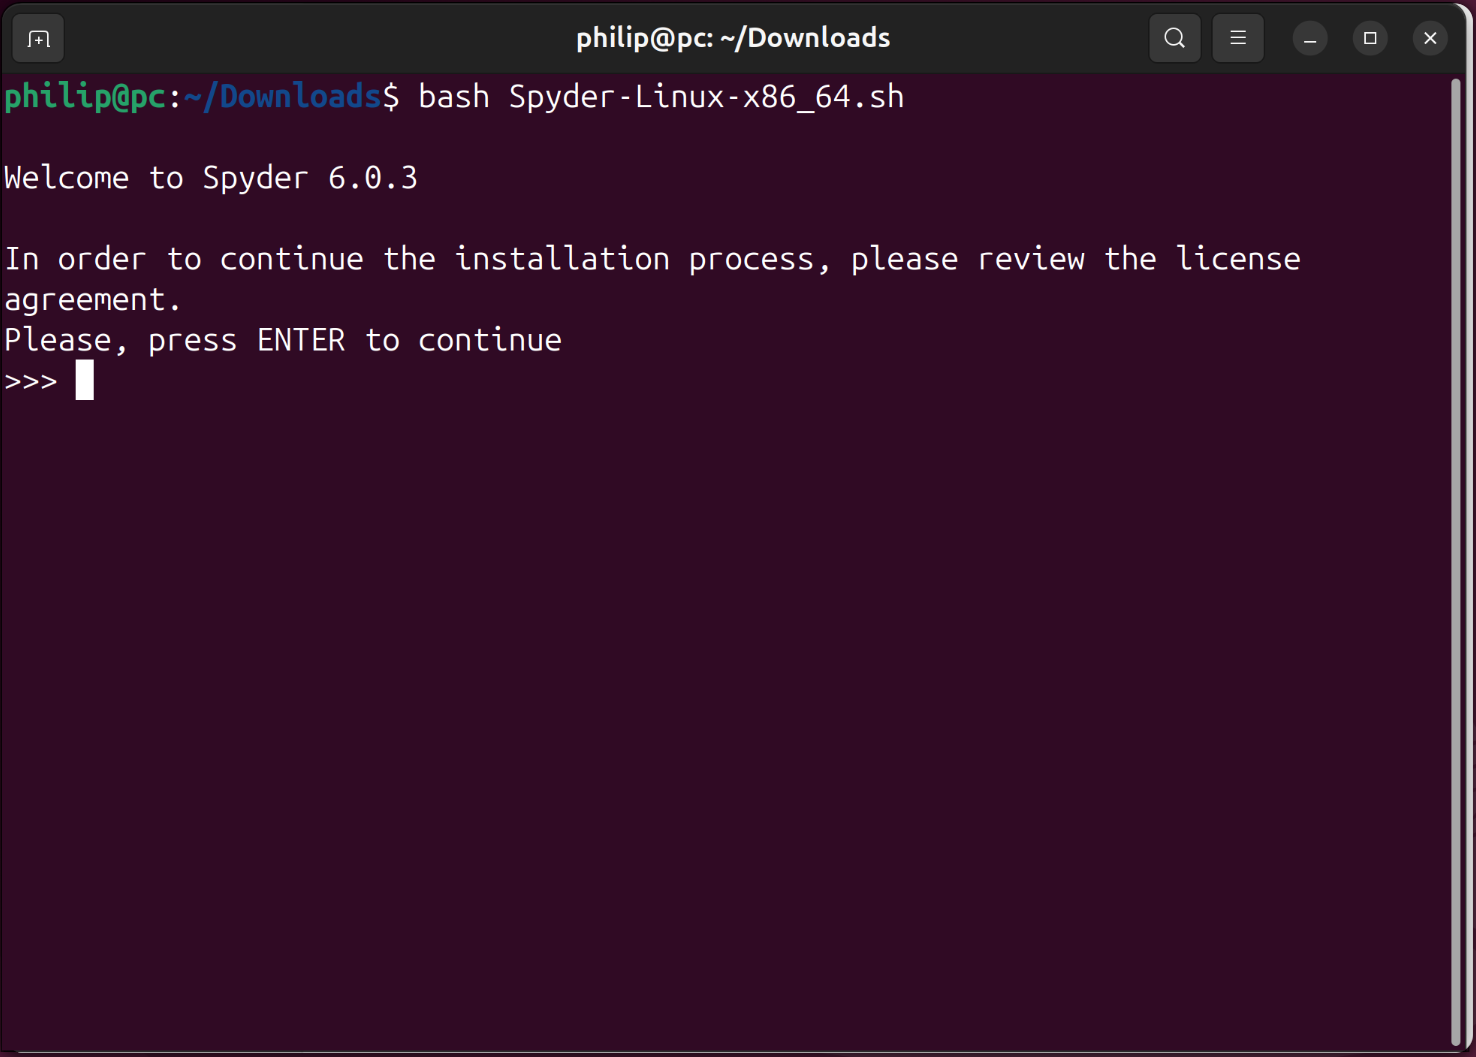 philip@pc: ~/Downloads
philip@pc:~/Downloads$ bash Spyder-Linux-x86_64.sh
Welcome to Spyder 6.0.3
In order to continue the installation process, please review the license
agreement.
Please, press ENTER to continue
>>>